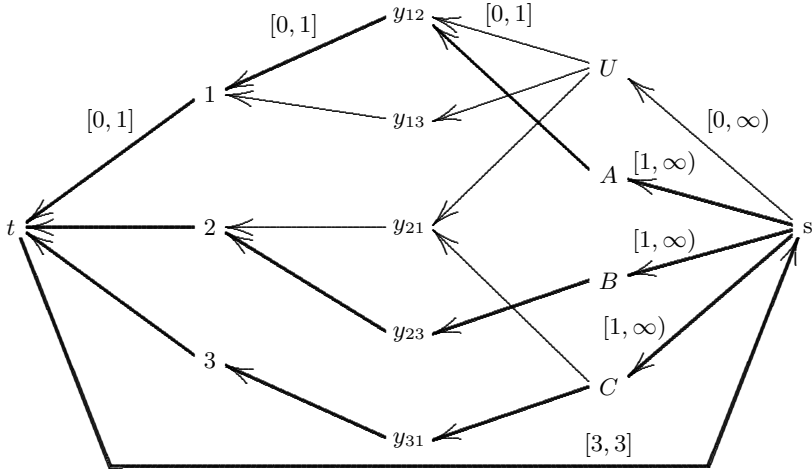 y₁₂
[0, 1]
[0, 1]
U
1
[0, 1]
y₁₃
[0, ∞)
A
[1, ∞)
t
2
y₂₁
s
[1, ∞)
B
y₂₃
[1, ∞)
3
C
y₃₁
[3, 3]